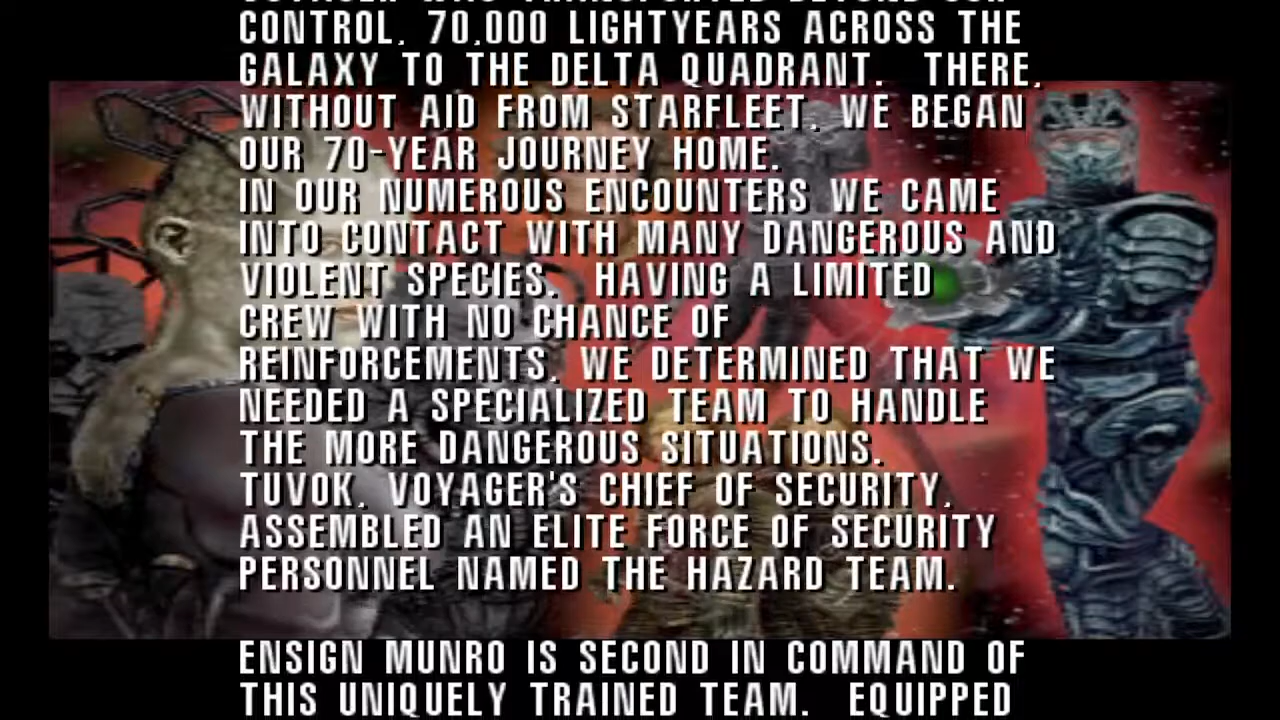 CONTROL, 70,000 LIGHTYEARS ACROSS THE
GALAXY TO THE DELTA QUADRANT. THERE,
WITHOUT AID FROM STARFLEET, WE BEGAN
OUR 70-YEAR JOURNEY HOME.
IN OUR NUMEROUS ENCOUNTERS WE CAME
INTO CONTACT WITH MANY DANGEROUS AND
VIOLENT SPECIES. HAVING A LIMITED
CREW WITH NO CHANCE OF
REINFORCEMENTS, WE DETERMINED THAT WE
NEEDED A SPECIALIZED TEAM TO HANDLE
THE MORE DANGEROUS SITUATIONS.
TUVOK, VOYAGER'S CHIEF OF SECURITY,
ASSEMBLED AN ELITE FORCE OF SECURITY
PERSONNEL NAMED THE HAZARD TEAM.
ENSIGN MUNRO IS SECOND IN COMMAND OF
THIS UNIQUELY TRAINED TEAM. EQUIPPED